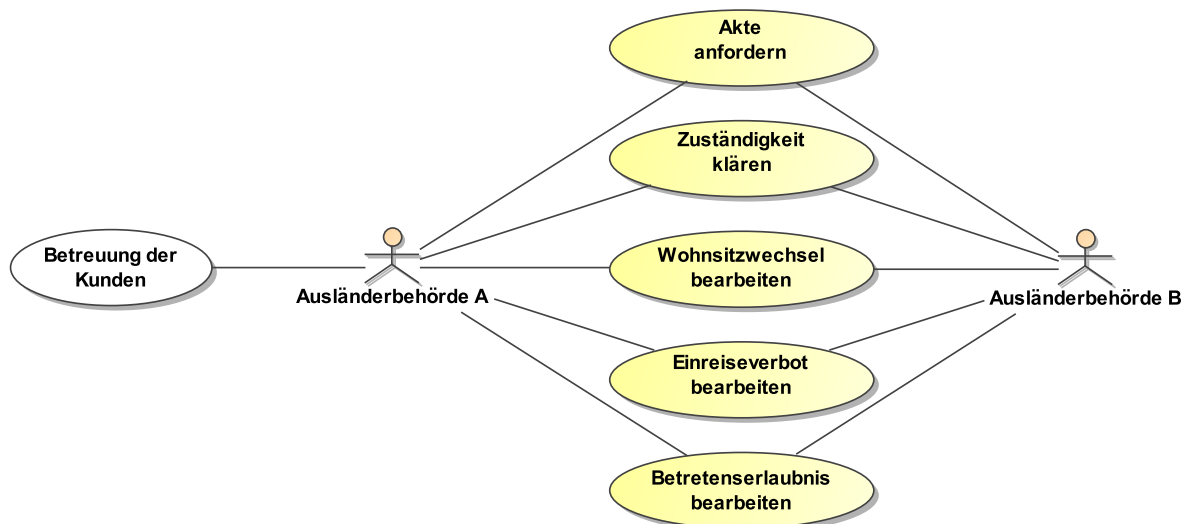 Akte
anfordern
Zuständigkeit
klären
Betreuung der
Kunden
Wohnsitzwechsel
bearbeiten
Ausländerbehörde A
Ausländerbehörde B
Einreiseverbot
bearbeiten
Betretenserlaubnis
bearbeiten